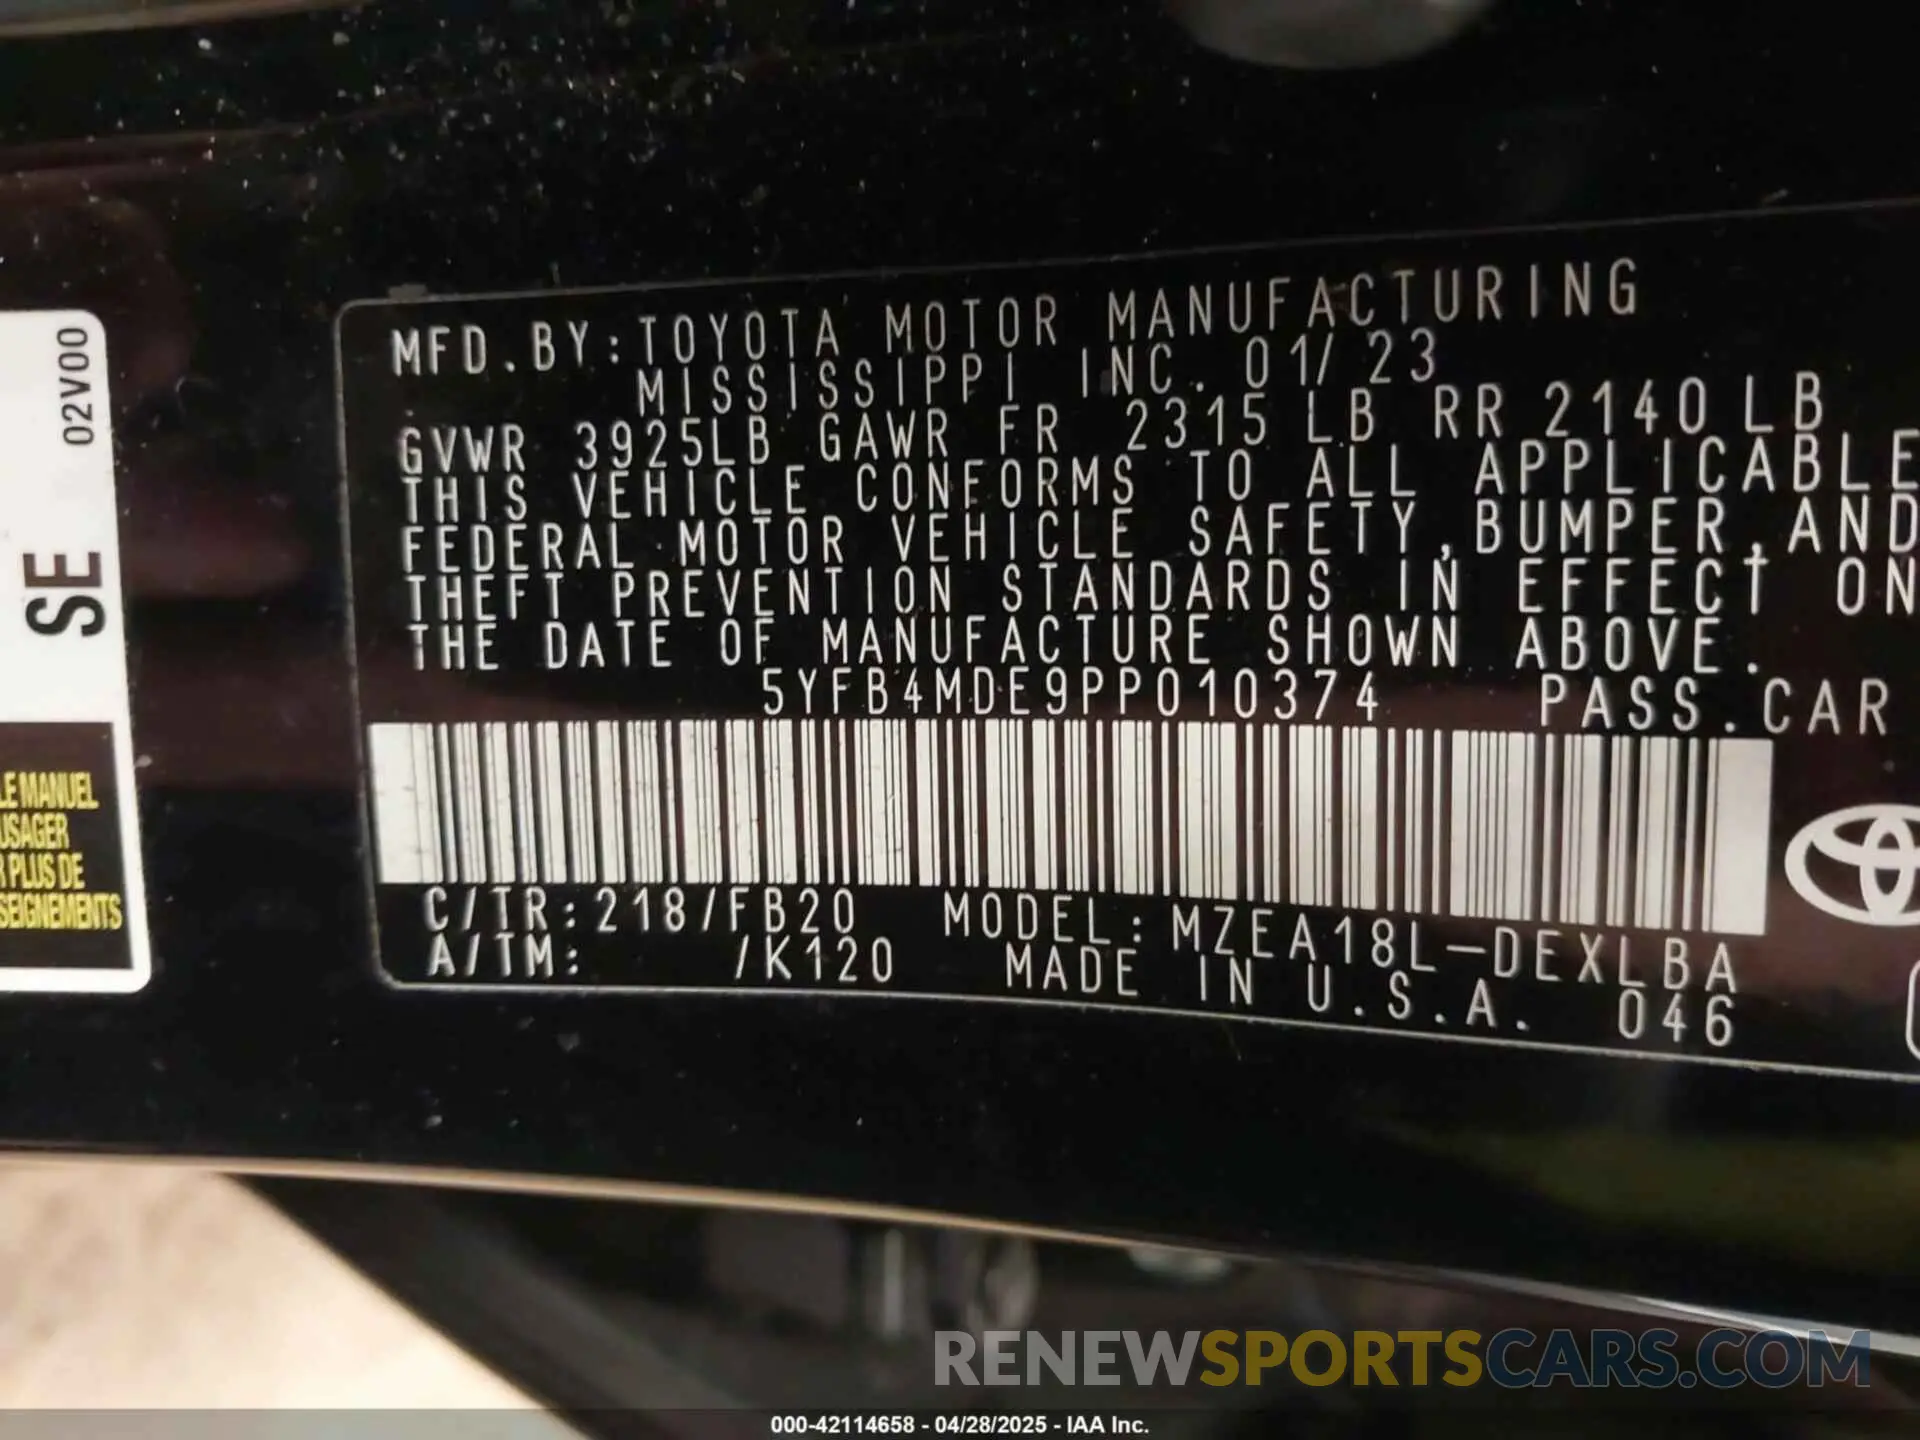 02V00
SE
LE MANUEL
USAGER
R PLUS DE
SEIGNEMENTS
MFD.BY:TOYOTA MOTOR MANUFACTURING
MISSISSIPPI INC. 01/23
GVWR 3925LB GAWR FR 2315 LB RR 2140 LB
THIS VEHICLE CONFORMS TO ALL APPLICABLE
FEDERAL MOTOR VEHICLE SAFETY,BUMPER,AND
THEFT PREVENTION STANDARDS IN EFFECT ON
THE DATE OF MANUFACTURE SHOWN ABOVE.
5YFB4MDE9PP010374 PASS.CAR
C/TR:218/FB20 MODEL:MZEA18L-DEXLBA
A/TM: /K120 MADE IN U.S.A. 046
RENEWSPORTSCARS.COM
000-42114658 - 04/28/2025 - IAA Inc.